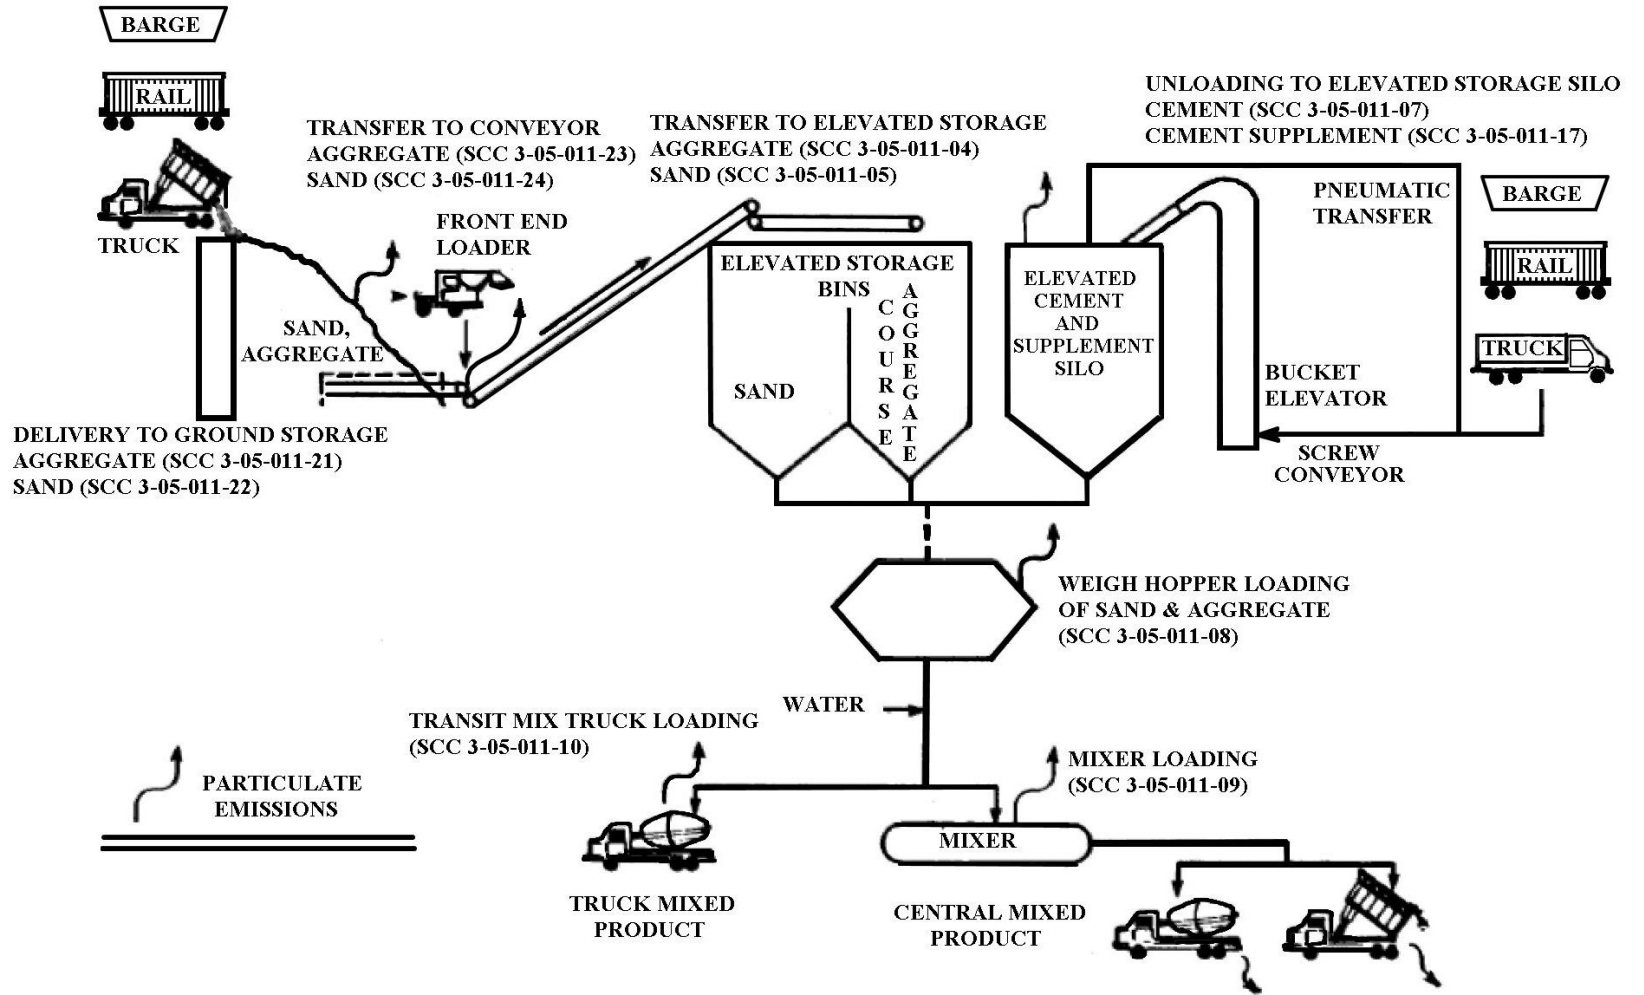 BARGE
RAIL
TRUCK
TRANSFER TO CONVEYOR
AGGREGATE (SCC 3-05-011-23)
SAND (SCC 3-05-011-24)
FRONT END
LOADER
SAND,
AGGREGATE
DELIVERY TO GROUND STORAGE
AGGREGATE (SCC 3-05-011-21)
SAND (SCC 3-05-011-22)
TRANSFER TO ELEVATED STORAGE
AGGREGATE (SCC 3-05-011-04)
SAND (SCC 3-05-011-05)
ELEVATED STORAGE
BINS
SAND
COURSE
AGGREGATE
UNLOADING TO ELEVATED STORAGE SILO
CEMENT (SCC 3-05-011-07)
CEMENT SUPPLEMENT (SCC 3-05-011-17)
PNEUMATIC
TRANSFER
BARGE
RAIL
TRUCK
ELEVATED
CEMENT
AND
SUPPLEMENT
SILO
BUCKET
ELEVATOR
SCREW
CONVEYOR
WEIGH HOPPER LOADING
OF SAND & AGGREGATE
(SCC 3-05-011-08)
WATER
TRANSIT MIX TRUCK LOADING
(SCC 3-05-011-10)
MIXER LOADING
(SCC 3-05-011-09)
PARTICULATE
EMISSIONS
MIXER
TRUCK MIXED
PRODUCT
CENTRAL MIXED
PRODUCT